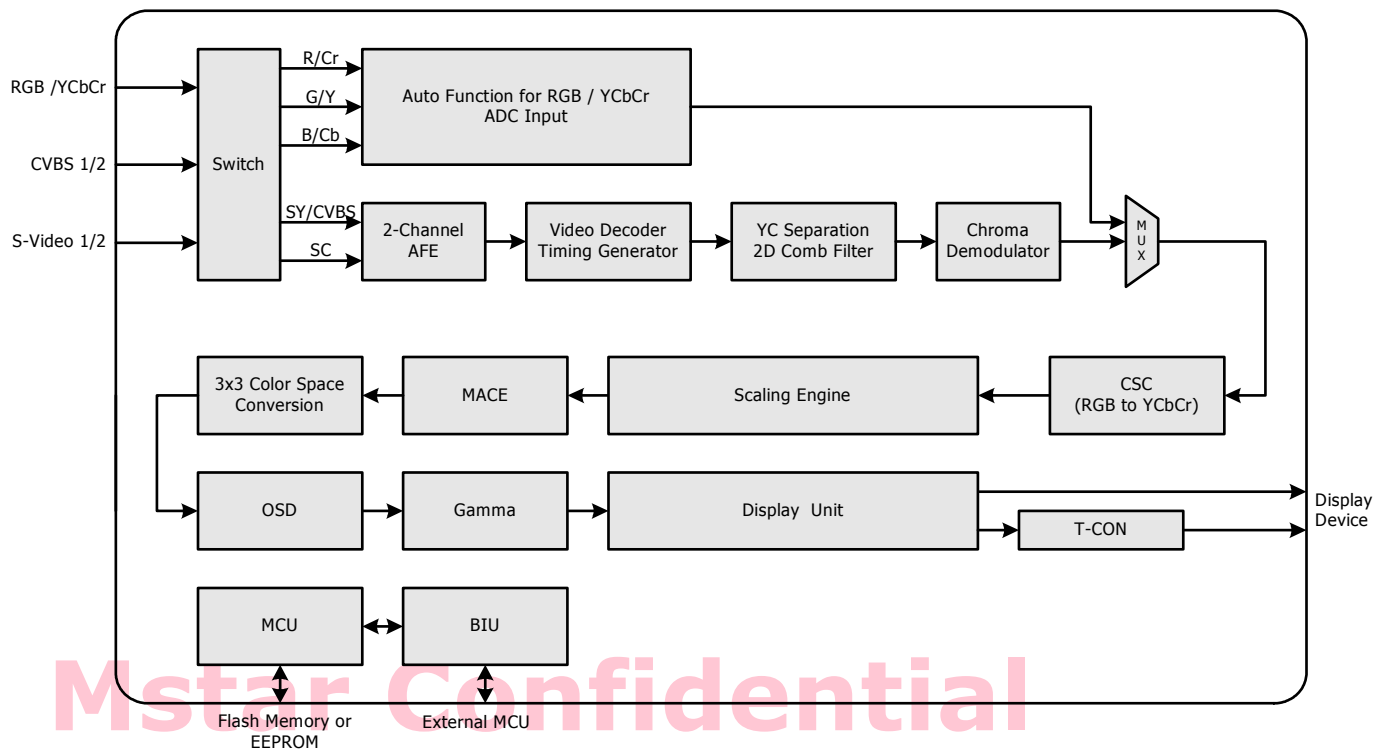 RGB /YCbCr
CVBS 1/2
S-Video 1/2
Switch
R/Cr
G/Y
B/Cb
SY/CVBS
SC
Auto Function for RGB / YCbCr
ADC Input
2-Channel
AFE
Video Decoder
Timing Generator
YC Separation
2D Comb Filter
Chroma
Demodulator
M
U
X
3x3 Color Space
Conversion
MACE
Scaling Engine
CSC
(RGB to YCbCr)
OSD
Gamma
Display Unit
T-CON
Display
Device
MCU
BIU
Mstar Confidential
Flash Memory or
EEPROM
External MCU